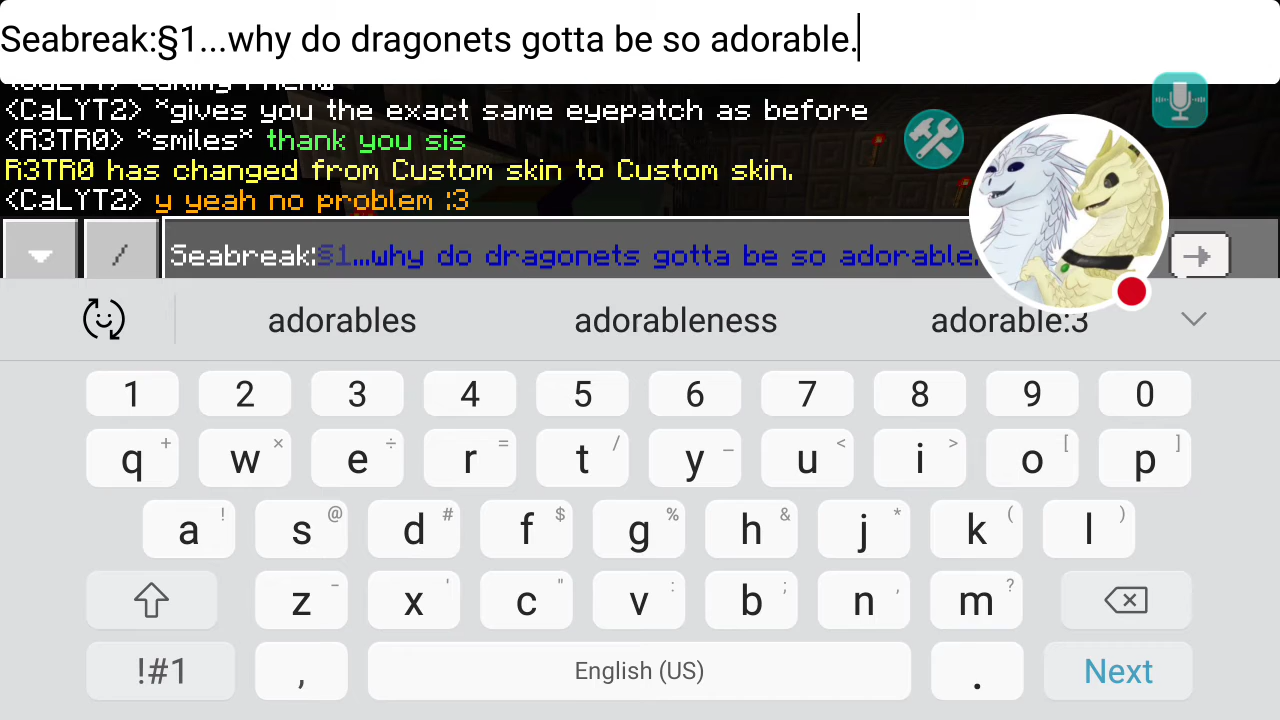 Seabreak:§1...why do dragonets gotta be so adorable.
<CaLYT2> *gives you the exact same eyepatch as before
<R3TR0> *smiles* thank you sis
R3TR0 has changed from Custom skin to Custom skin.
<CaLYT2> y yeah no problem :3
/ Seabreak:§1...why do dragonets gotta be so adorable.
adorables adorableness adorable:3
1 2 3 4 5 6 7 8 9 0
q + w × e ÷ r = t / y _ u < i > o [ p ]
a ! s @ d # f $ g % h & j * k ( l )
z - x ' c " v : b ; n , m ?
!#1 , English (US) . Next